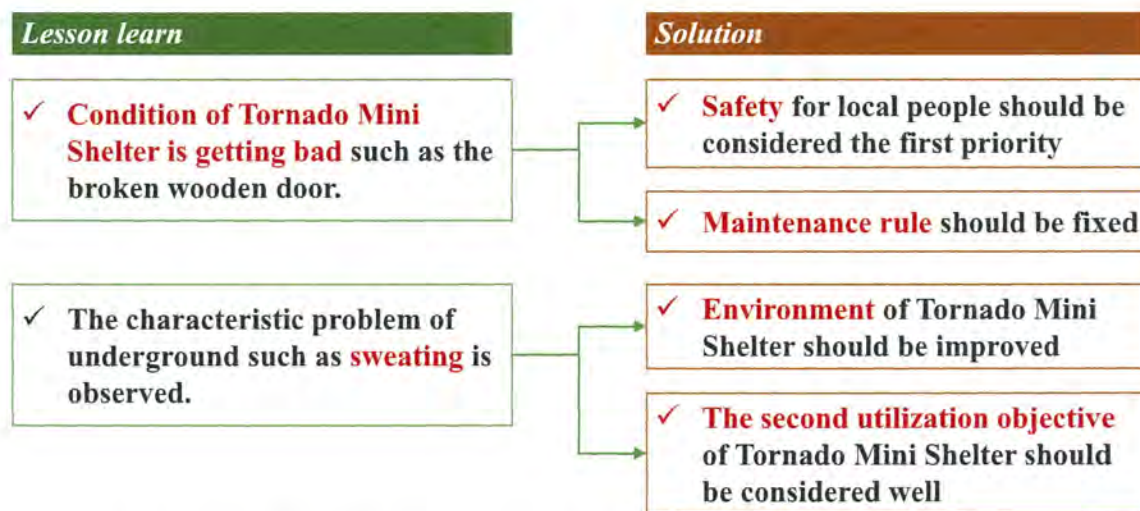 Lesson learn
✓ Condition of Tornado Mini
Shelter is getting bad such as the
broken wooden door.
✓ The characteristic problem of
underground such as sweating is
observed.
Solution
✓ Safety for local people should be
considered the first priority
✓ Maintenance rule should be fixed
✓ Environment of Tornado Mini
Shelter should be improved
✓ The second utilization objective
of Tornado Mini Shelter should
be considered well